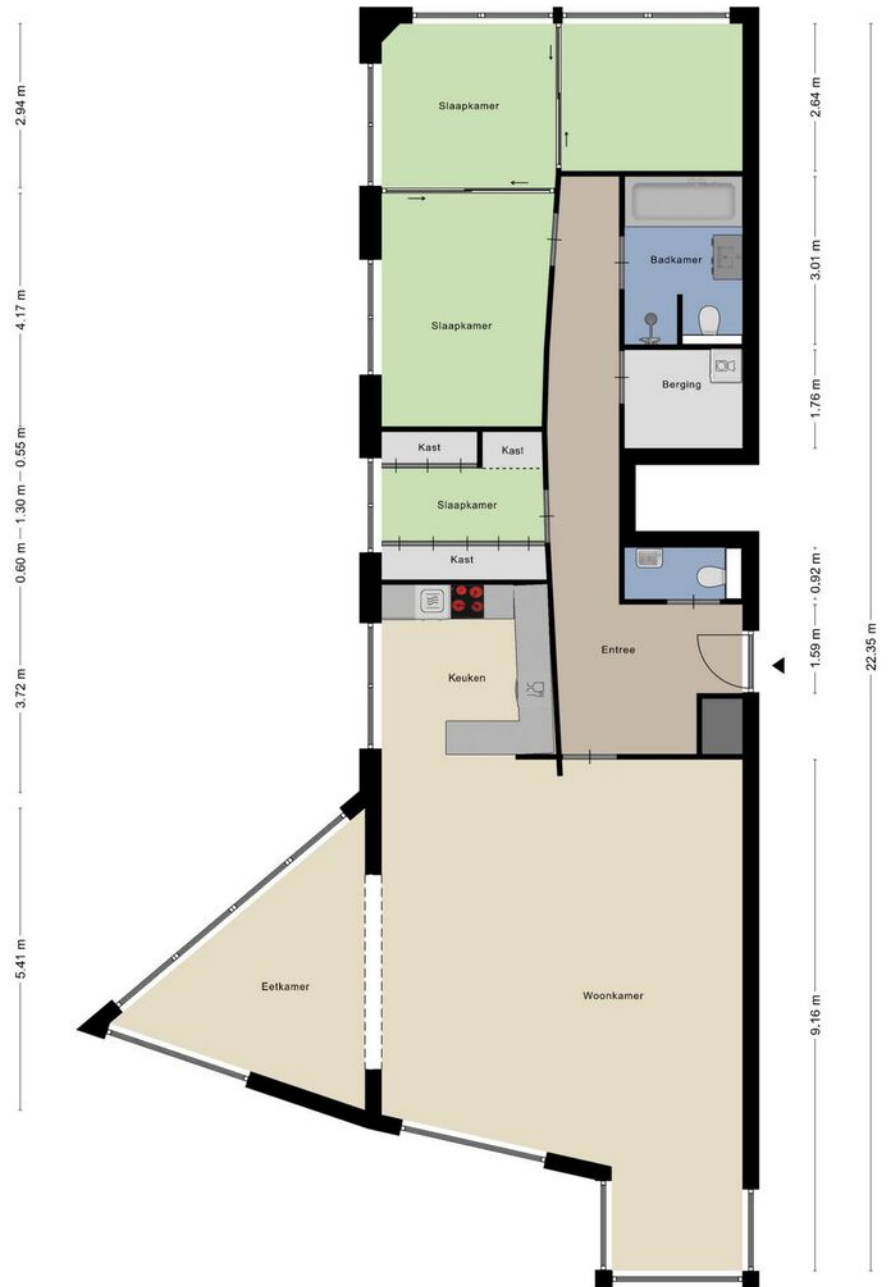 Slaapkamer
Slaapkamer
Badkamer
Berging
Kast
Kast
Slaapkamer
Kast
Keuken
Entree
Eetkamer
Woonkamer
2.94 m
4.17 m
0.55 m
1.30 m
0.60 m
3.72 m
5.41 m
2.64 m
3.01 m
1.76 m
0.92 m
1.59 m
9.16 m
22.35 m